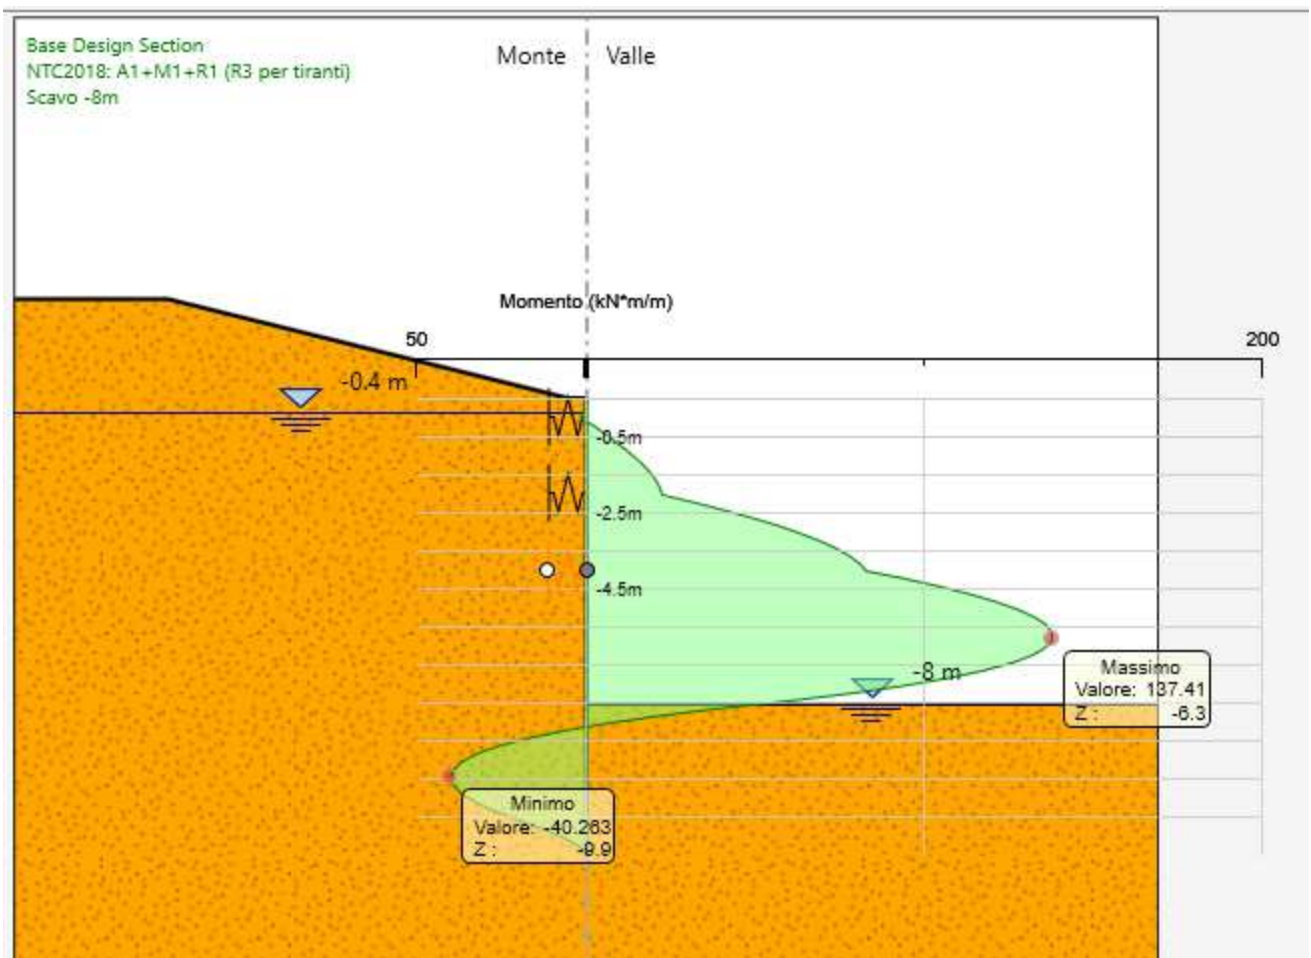 Base Design Section
NTC2018: A1+M1+R1 (R3 per tiranti)
Scavo -8m
Monte
Valle
Momento (kN*m/m)
50
200
-0.4 m
-0.5m
-2.5m
-4.5m
-8 m
Massimo
Valore: 137.41
Z : -6.3
Minimo
Valore: -40.263
Z : -9.9